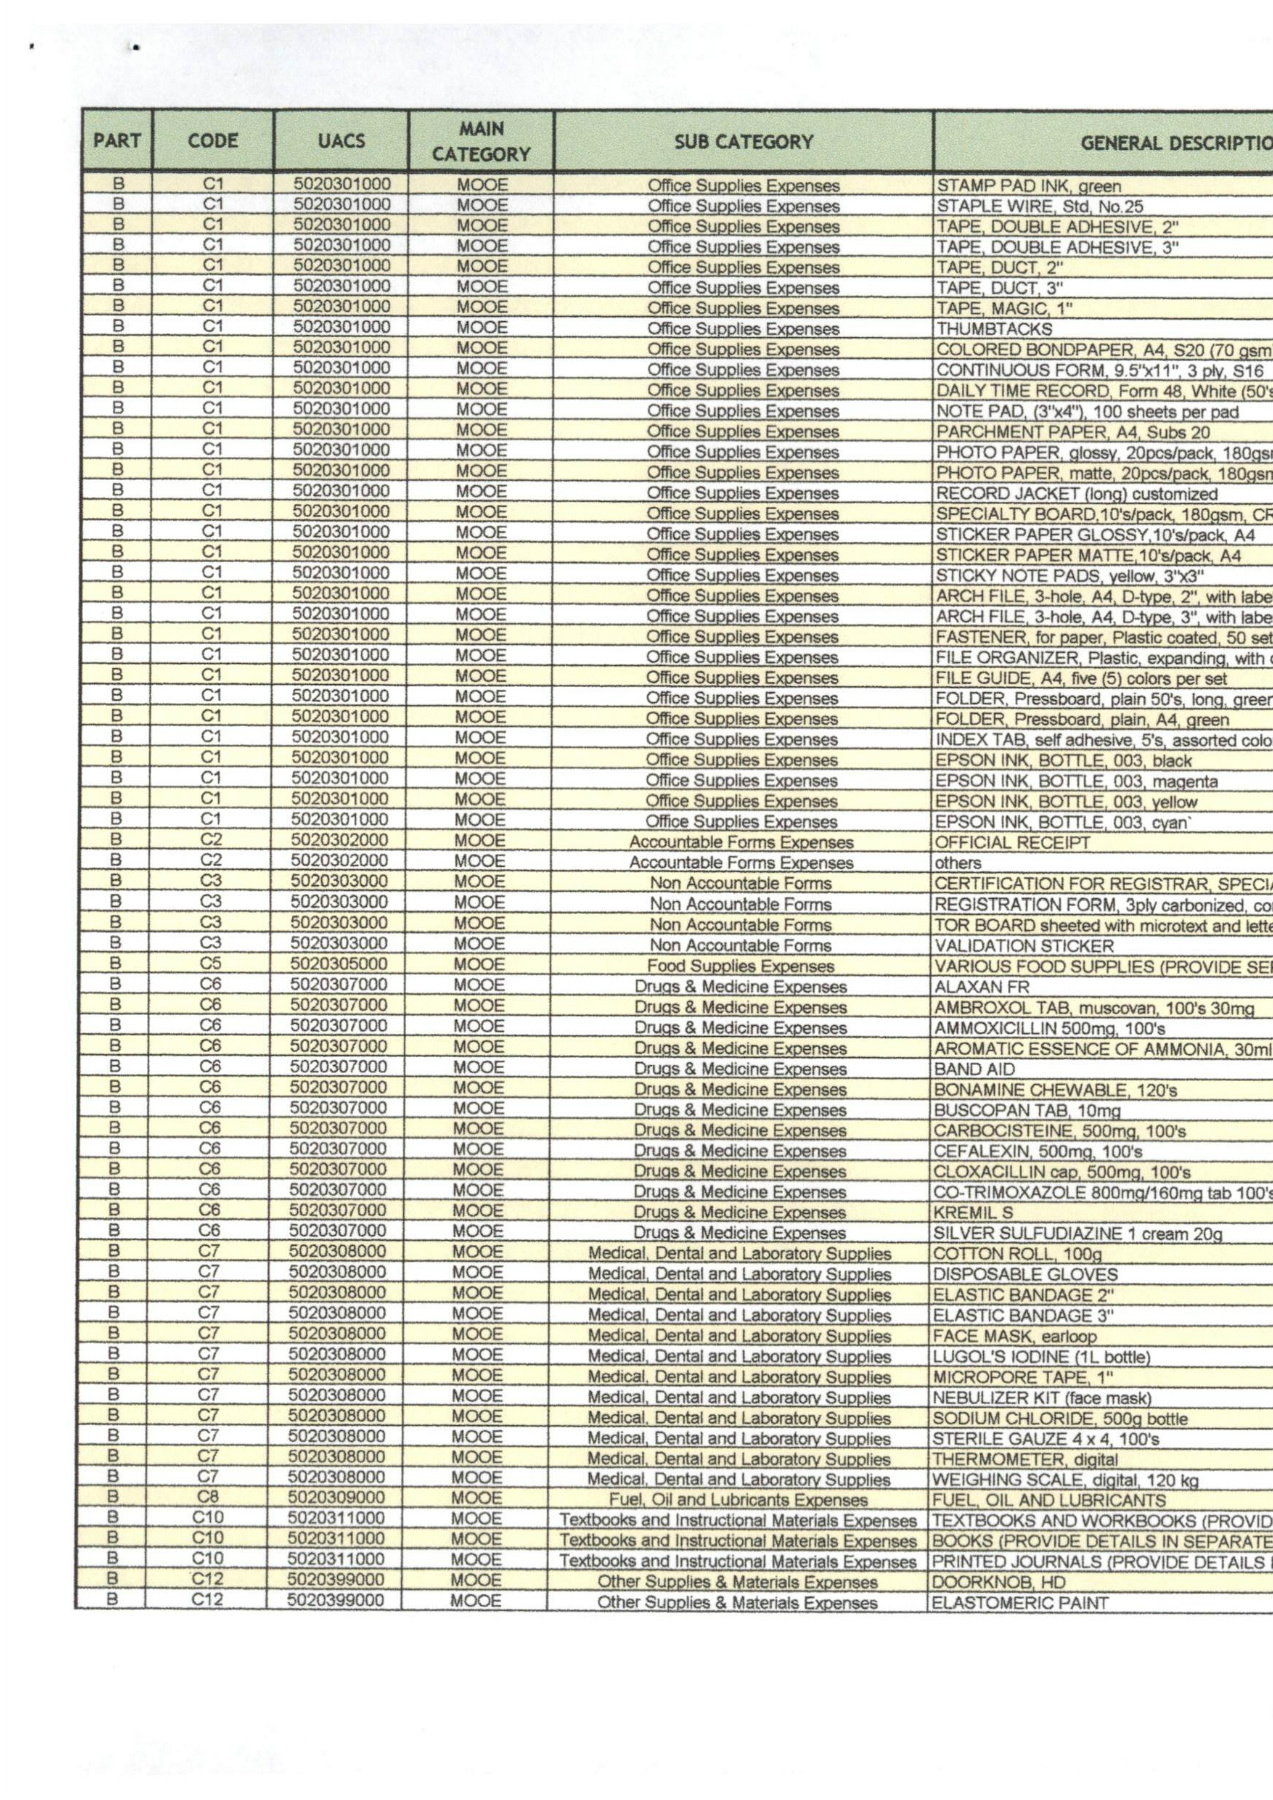 PART CODE UACS MAIN CATEGORY SUB CATEGORY GENERAL DESCRIPTIO
B C1 5020301000 MOOE Office Supplies Expenses STAMP PAD INK, green
B C1 5020301000 MOOE Office Supplies Expenses STAPLE WIRE, Std, No.25
B C1 5020301000 MOOE Office Supplies Expenses TAPE, DOUBLE ADHESIVE, 2"
B C1 5020301000 MOOE Office Supplies Expenses TAPE, DOUBLE ADHESIVE, 3"
B C1 5020301000 MOOE Office Supplies Expenses TAPE, DUCT, 2"
B C1 5020301000 MOOE Office Supplies Expenses TAPE, DUCT, 3"
B C1 5020301000 MOOE Office Supplies Expenses TAPE, MAGIC, 1"
B C1 5020301000 MOOE Office Supplies Expenses THUMBTACKS
B C1 5020301000 MOOE Office Supplies Expenses COLORED BONDPAPER, A4, S20 (70 gsm
B C1 5020301000 MOOE Office Supplies Expenses CONTINUOUS FORM, 9.5"x11", 3 ply, S16
B C1 5020301000 MOOE Office Supplies Expenses DAILY TIME RECORD, Form 48, White (50's
B C1 5020301000 MOOE Office Supplies Expenses NOTE PAD, (3"x4"), 100 sheets per pad
B C1 5020301000 MOOE Office Supplies Expenses PARCHMENT PAPER, A4, Subs 20
B C1 5020301000 MOOE Office Supplies Expenses PHOTO PAPER, glossy, 20pcs/pack, 180gsm
B C1 5020301000 MOOE Office Supplies Expenses PHOTO PAPER, matte, 20pcs/pack, 180gsm
B C1 5020301000 MOOE Office Supplies Expenses RECORD JACKET (long) customized
B C1 5020301000 MOOE Office Supplies Expenses SPECIALTY BOARD,10's/pack, 180gsm, CR
B C1 5020301000 MOOE Office Supplies Expenses STICKER PAPER GLOSSY,10's/pack, A4
B C1 5020301000 MOOE Office Supplies Expenses STICKER PAPER MATTE,10's/pack, A4
B C1 5020301000 MOOE Office Supplies Expenses STICKY NOTE PADS, yellow, 3"x3"
B C1 5020301000 MOOE Office Supplies Expenses ARCH FILE, 3-hole, A4, D-type, 2", with labe
B C1 5020301000 MOOE Office Supplies Expenses ARCH FILE, 3-hole, A4, D-type, 3", with labe
B C1 5020301000 MOOE Office Supplies Expenses FASTENER, for paper, Plastic coated, 50 set
B C1 5020301000 MOOE Office Supplies Expenses FILE ORGANIZER, Plastic, expanding, with
B C1 5020301000 MOOE Office Supplies Expenses FILE GUIDE, A4, five (5) colors per set
B C1 5020301000 MOOE Office Supplies Expenses FOLDER, Pressboard, plain 50's, long, green
B C1 5020301000 MOOE Office Supplies Expenses FOLDER, Pressboard, plain, A4, green
B C1 5020301000 MOOE Office Supplies Expenses INDEX TAB, self adhesive, 5's, assorted colo
B C1 5020301000 MOOE Office Supplies Expenses EPSON INK, BOTTLE, 003, black
B C1 5020301000 MOOE Office Supplies Expenses EPSON INK, BOTTLE, 003, magenta
B C1 5020301000 MOOE Office Supplies Expenses EPSON INK, BOTTLE, 003, yellow
B C1 5020301000 MOOE Office Supplies Expenses EPSON INK, BOTTLE, 003, cyan`
B C2 5020302000 MOOE Accountable Forms Expenses OFFICIAL RECEIPT
B C2 5020302000 MOOE Accountable Forms Expenses others
B C3 5020303000 MOOE Non Accountable Forms CERTIFICATION FOR REGISTRAR, SPECIA
B C3 5020303000 MOOE Non Accountable Forms REGISTRATION FORM, 3ply carbonized, co
B C3 5020303000 MOOE Non Accountable Forms TOR BOARD sheeted with microtext and lette
B C3 5020303000 MOOE Non Accountable Forms VALIDATION STICKER
B C5 5020305000 MOOE Food Supplies Expenses VARIOUS FOOD SUPPLIES (PROVIDE SE
B C6 5020307000 MOOE Drugs & Medicine Expenses ALAXAN FR
B C6 5020307000 MOOE Drugs & Medicine Expenses AMBROXOL TAB, muscovan, 100's 30mg
B C6 5020307000 MOOE Drugs & Medicine Expenses AMMOXICILLIN 500mg, 100's
B C6 5020307000 MOOE Drugs & Medicine Expenses AROMATIC ESSENCE OF AMMONIA, 30ml
B C6 5020307000 MOOE Drugs & Medicine Expenses BAND AID
B C6 5020307000 MOOE Drugs & Medicine Expenses BONAMINE CHEWABLE, 120's
B C6 5020307000 MOOE Drugs & Medicine Expenses BUSCOPAN TAB, 10mg
B C6 5020307000 MOOE Drugs & Medicine Expenses CARBOCISTEINE, 500mg, 100's
B C6 5020307000 MOOE Drugs & Medicine Expenses CEFALEXIN, 500mg, 100's
B C6 5020307000 MOOE Drugs & Medicine Expenses CLOXACILLIN cap, 500mg, 100's
B C6 5020307000 MOOE Drugs & Medicine Expenses CO-TRIMOXAZOLE 800mg/160mg tab 100's
B C6 5020307000 MOOE Drugs & Medicine Expenses KREMIL S
B C6 5020307000 MOOE Drugs & Medicine Expenses SILVER SULFUDIAZINE 1 cream 20g
B C7 5020308000 MOOE Medical, Dental and Laboratory Supplies COTTON ROLL, 100g
B C7 5020308000 MOOE Medical, Dental and Laboratory Supplies DISPOSABLE GLOVES
B C7 5020308000 MOOE Medical, Dental and Laboratory Supplies ELASTIC BANDAGE 2"
B C7 5020308000 MOOE Medical, Dental and Laboratory Supplies ELASTIC BANDAGE 3"
B C7 5020308000 MOOE Medical, Dental and Laboratory Supplies FACE MASK, earloop
B C7 5020308000 MOOE Medical, Dental and Laboratory Supplies LUGOL'S IODINE (1L bottle)
B C7 5020308000 MOOE Medical, Dental and Laboratory Supplies MICROPORE TAPE, 1"
B C7 5020308000 MOOE Medical, Dental and Laboratory Supplies NEBULIZER KIT (face mask)
B C7 5020308000 MOOE Medical, Dental and Laboratory Supplies SODIUM CHLORIDE, 500g bottle
B C7 5020308000 MOOE Medical, Dental and Laboratory Supplies STERILE GAUZE 4 x 4, 100's
B C7 5020308000 MOOE Medical, Dental and Laboratory Supplies THERMOMETER, digital
B C7 5020308000 MOOE Medical, Dental and Laboratory Supplies WEIGHING SCALE, digital, 120 kg
B C8 5020309000 MOOE Fuel, Oil and Lubricants Expenses FUEL, OIL AND LUBRICANTS
B C10 5020311000 MOOE Textbooks and Instructional Materials Expenses TEXTBOOKS AND WORKBOOKS (PROVID
B C10 5020311000 MOOE Textbooks and Instructional Materials Expenses BOOKS (PROVIDE DETAILS IN SEPARATE
B C10 5020311000 MOOE Textbooks and Instructional Materials Expenses PRINTED JOURNALS (PROVIDE DETAILS
B C12 5020399000 MOOE Other Supplies & Materials Expenses DOORKNOB, HD
B C12 5020399000 MOOE Other Supplies & Materials Expenses ELASTOMERIC PAINT